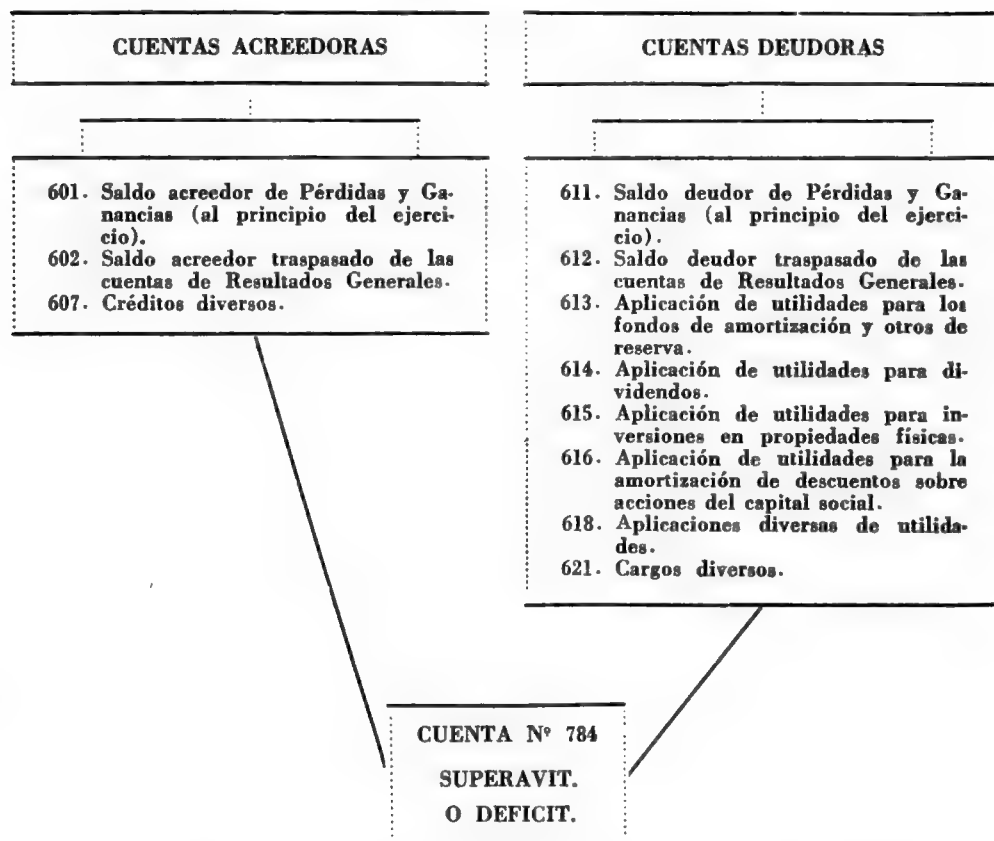 CUENTAS ACREEDORAS
601. Saldo acreedor de Pérdidas y Ga-
nancias (al principio del ejerci-
cio).
602. Saldo acreedor traspasado de las
cuentas de Resultados Generales.
607. Créditos diversos.
CUENTAS DEUDORAS
611. Saldo deudor de Pérdidas y Ga-
nancias (al principio del ejerci-
cio).
612. Saldo deudor traspasado de las
cuentas de Resultados Generales.
613. Aplicación de utilidades para los
fondos de amortización y otros de
reserva.
614. Aplicación de utilidades para di-
videndos.
615. Aplicación de utilidades para in-
versiones en propiedades físicas.
616. Aplicación de utilidades para la
amortización de descuentos sobre
acciones del capital social.
618. Aplicaciones diversas de utilida-
des.
621. Cargos diversos.
CUENTA Nº 784
SUPERAVIT.
O DEFICIT.